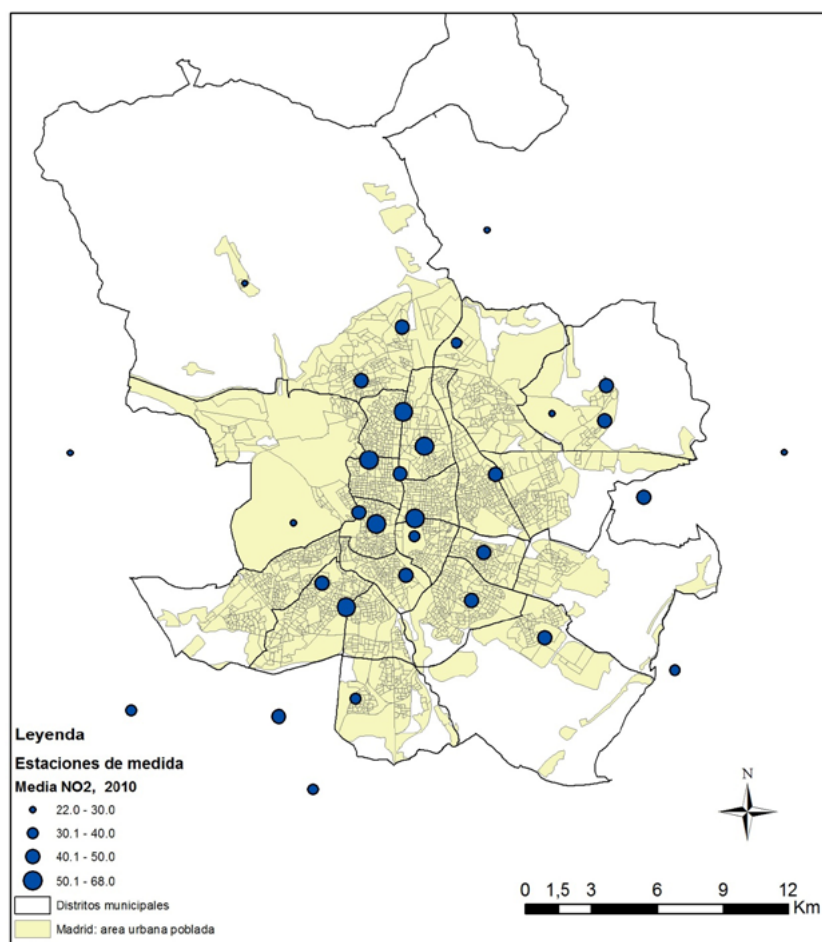 Leyenda
Estaciones de medida
Media NO2, 2010
22.0 - 30.0
30.1 - 40.0
40.1 - 50.0
50.1 - 68.0
Distritos municipales
Madrid: area urbana poblada
N
0 1,5 3 6 9 12
Km